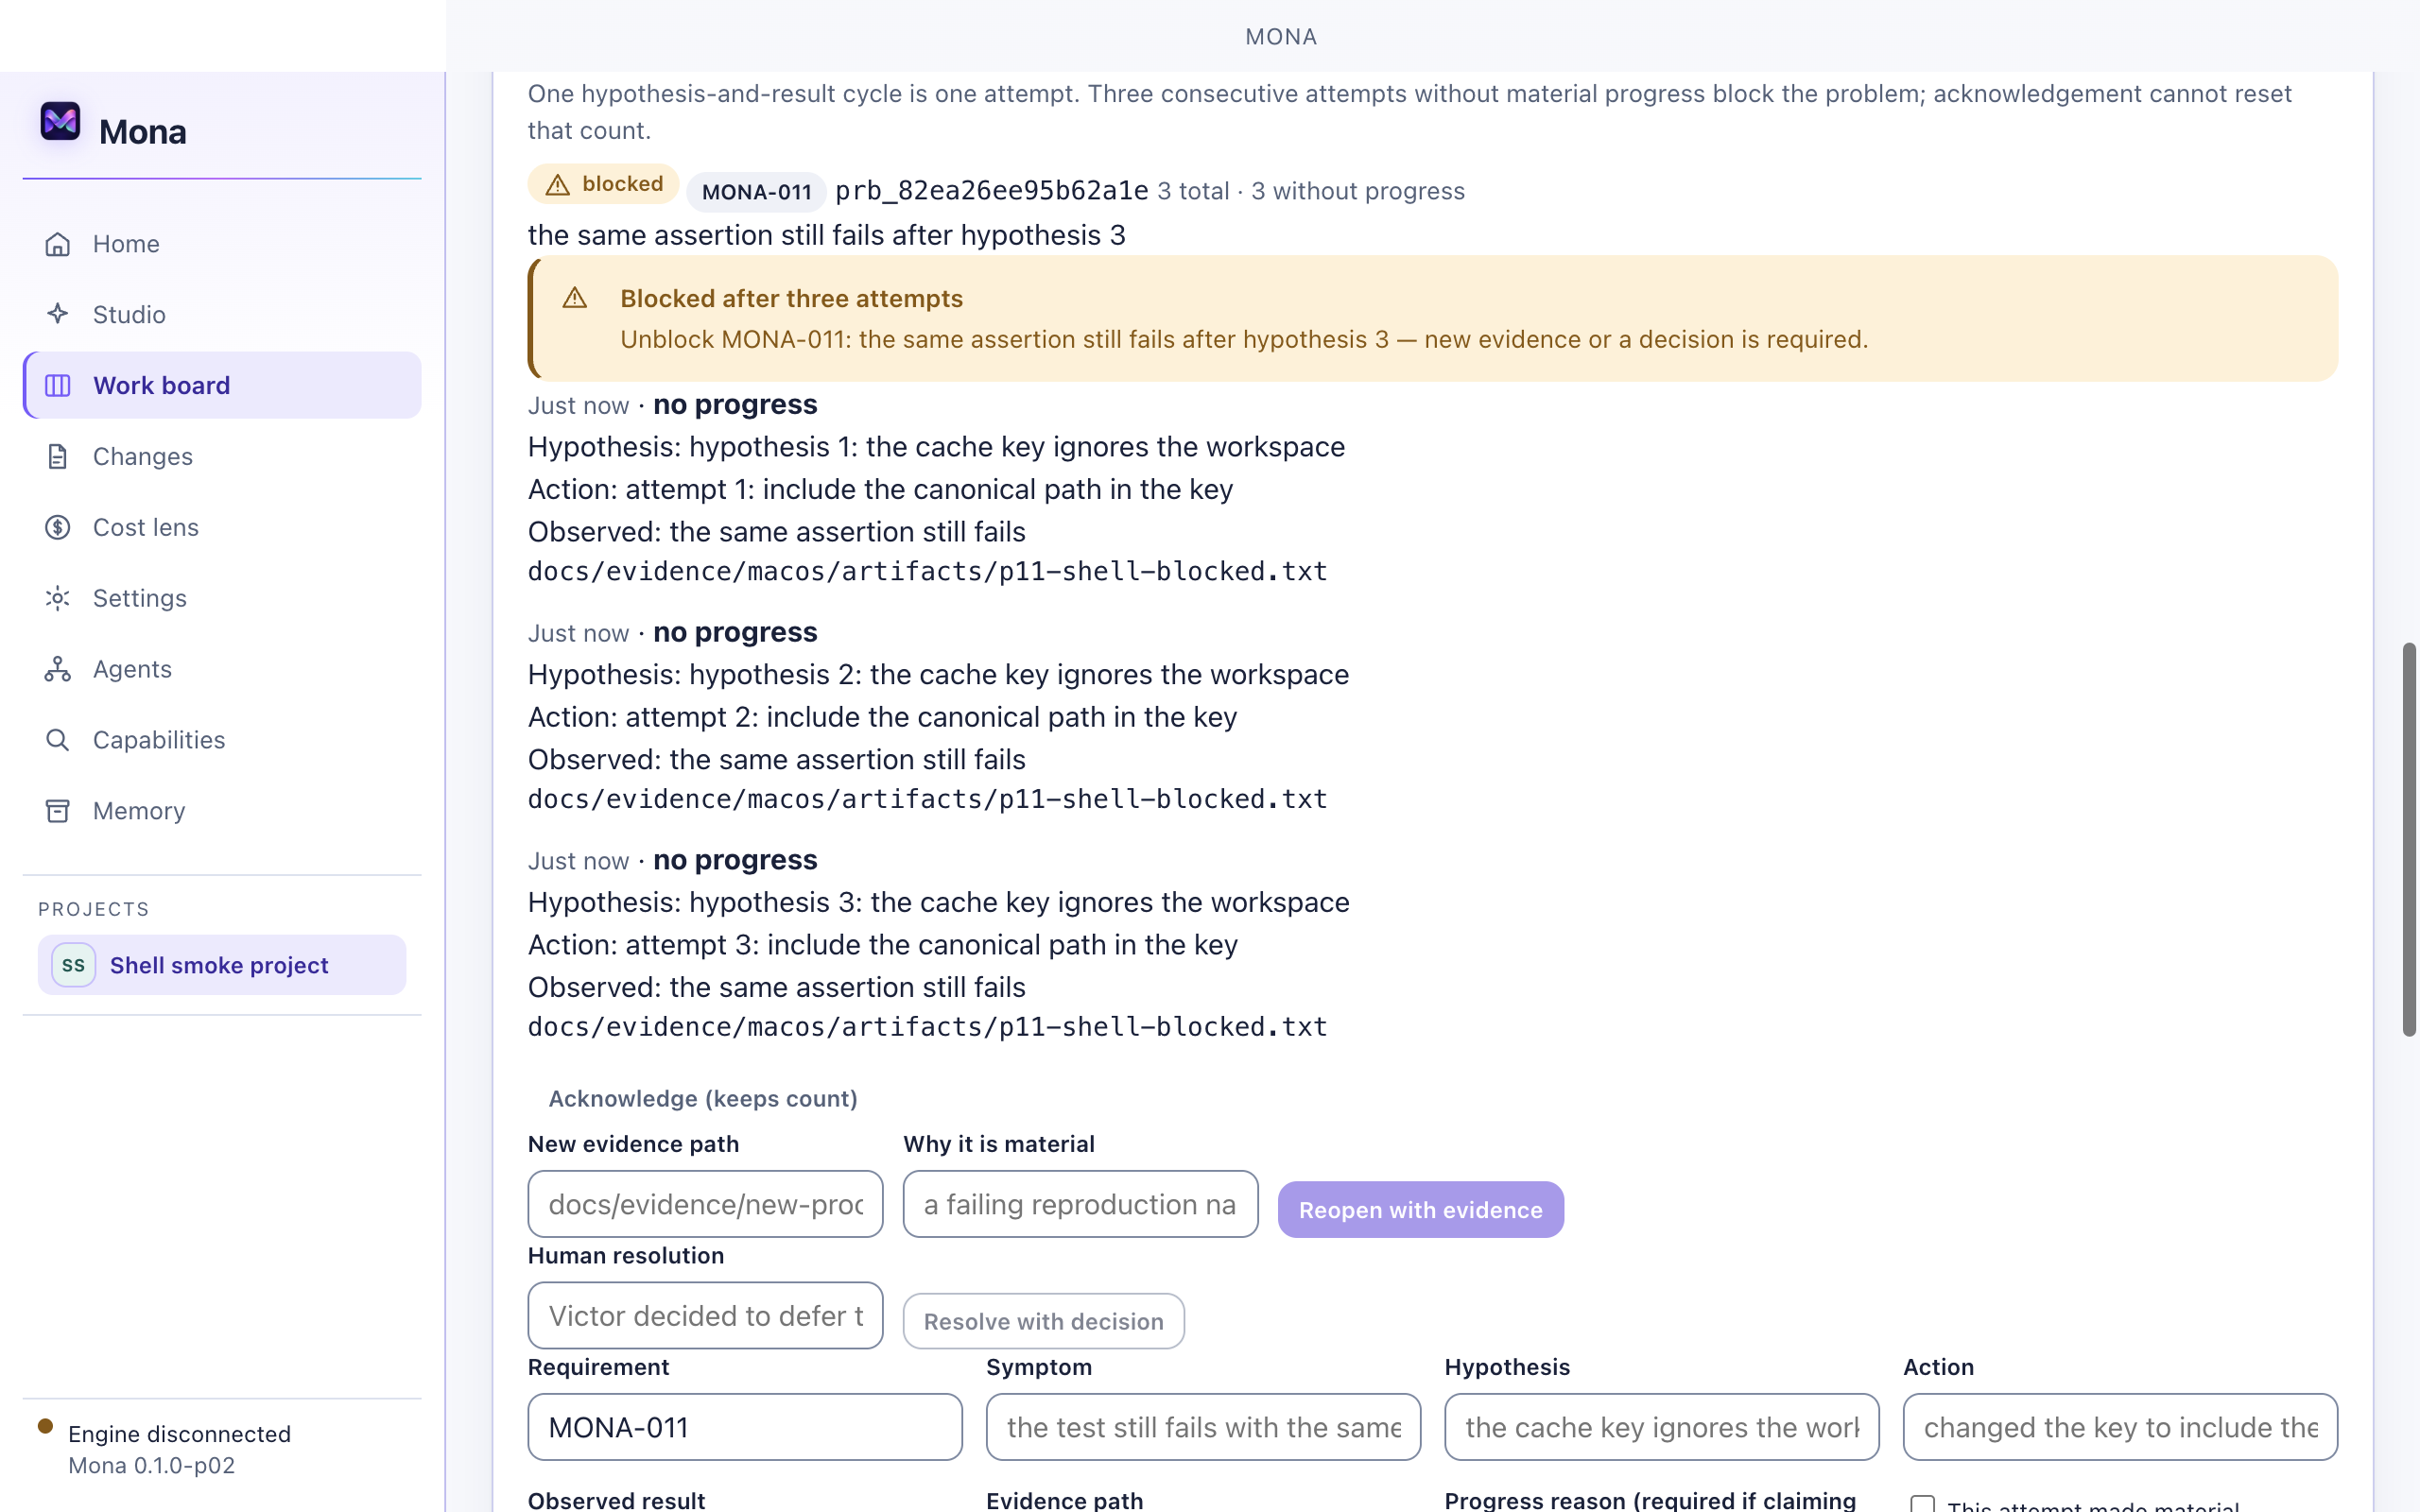 MONA
Mona
Home
Studio
Work board
Changes
Cost lens
Settings
Agents
Capabilities
Memory
PROJECTS
SS Shell smoke project
Engine disconnected
Mona 0.1.0-p02
One hypothesis-and-result cycle is one attempt. Three consecutive attempts without material progress block the problem; acknowledgement cannot reset
that count.
blocked MONA-011 prb_82ea26ee95b62a1e 3 total · 3 without progress
the same assertion still fails after hypothesis 3
Blocked after three attempts
Unblock MONA-011: the same assertion still fails after hypothesis 3 — new evidence or a decision is required.
Just now · no progress
Hypothesis: hypothesis 1: the cache key ignores the workspace
Action: attempt 1: include the canonical path in the key
Observed: the same assertion still fails
docs/evidence/macos/artifacts/p11-shell-blocked.txt
Just now · no progress
Hypothesis: hypothesis 2: the cache key ignores the workspace
Action: attempt 2: include the canonical path in the key
Observed: the same assertion still fails
docs/evidence/macos/artifacts/p11-shell-blocked.txt
Just now · no progress
Hypothesis: hypothesis 3: the cache key ignores the workspace
Action: attempt 3: include the canonical path in the key
Observed: the same assertion still fails
docs/evidence/macos/artifacts/p11-shell-blocked.txt
Acknowledge (keeps count)
New evidence path Why it is material
docs/evidence/new-proc a failing reproduction na Reopen with evidence
Human resolution
Victor decided to defer t Resolve with decision
Requirement Symptom Hypothesis Action
MONA-011 the test still fails with the same the cache key ignores the work changed the key to include the
Observed result Evidence path Progress reason (required if claiming This attempt made material